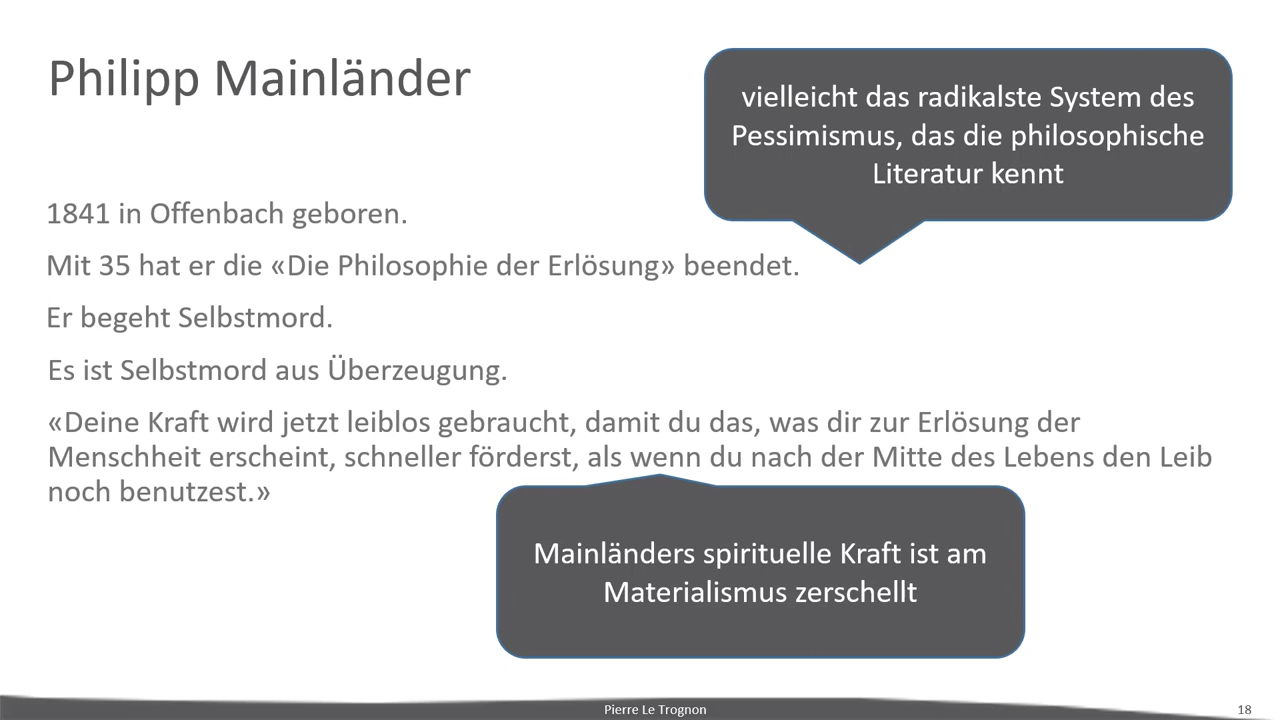 Philipp Mainländer
vielleicht das radikalste System des
Pessimismus, das die philosophische
Literatur kennt
1841 in Offenbach geboren.
Mit 35 hat er die «Die Philosophie der Erlösung» beendet.
Er begeht Selbstmord.
Es ist Selbstmord aus Überzeugung.
«Deine Kraft wird jetzt leiblos gebraucht, damit du das, was dir zur Erlösung der
Menschheit erscheint, schneller förderst, als wenn du nach der Mitte des Lebens den Leib
noch benutzest.»
Mainländers spirituelle Kraft ist am
Materialismus zerschellt
Pierre Le Trognon
18